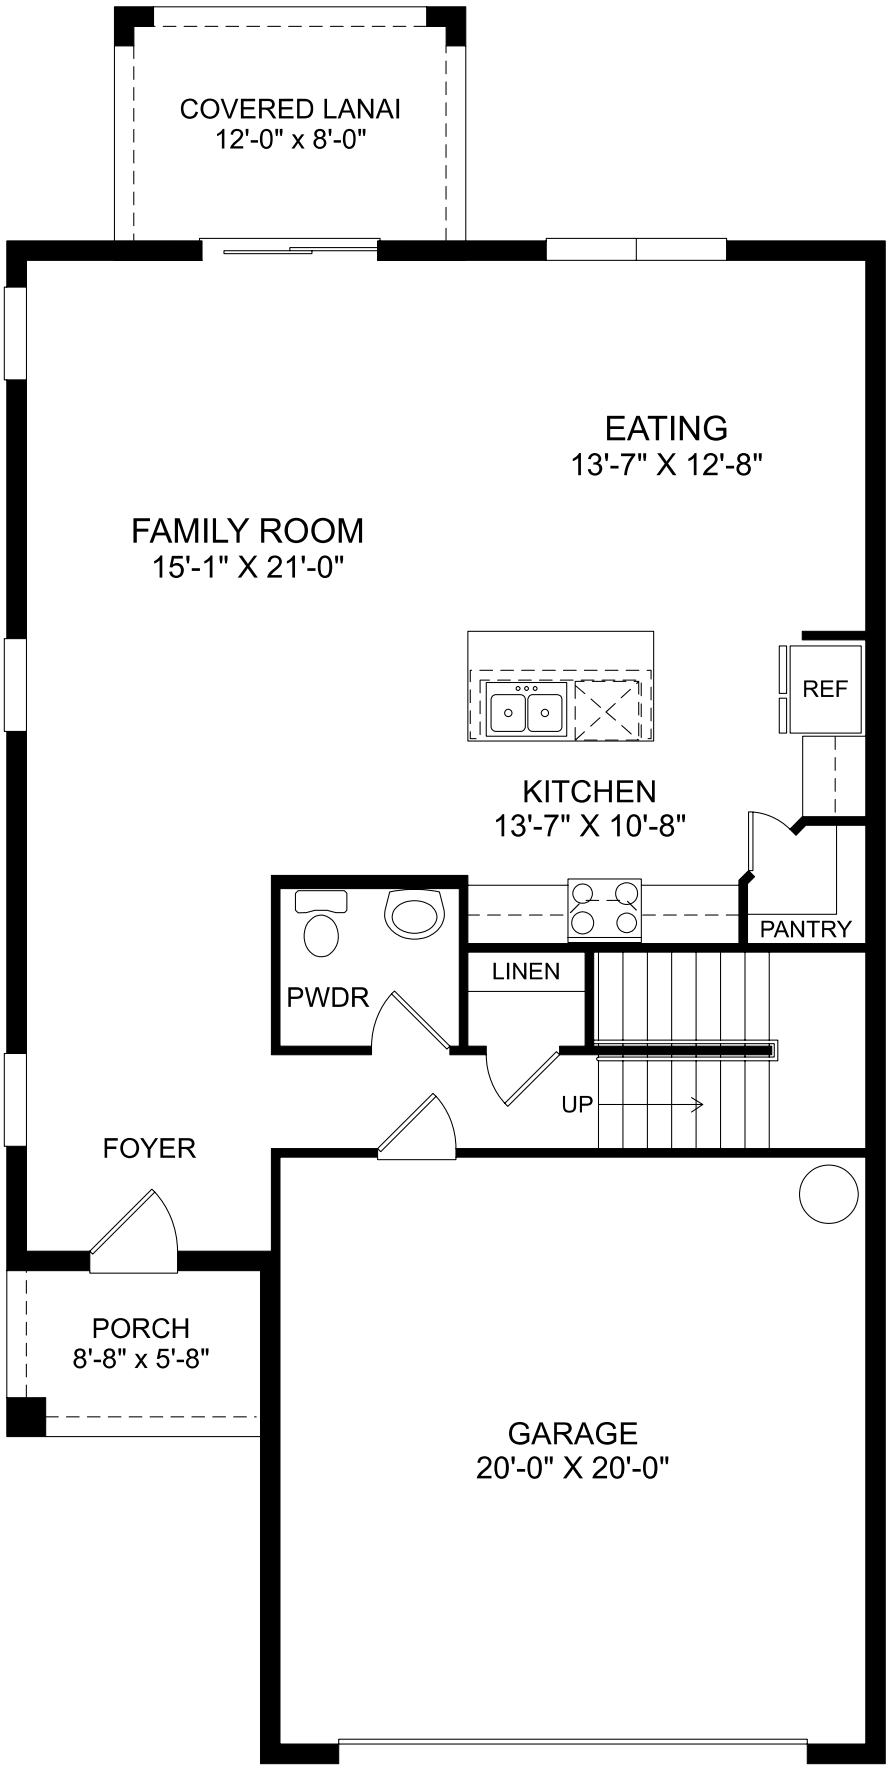 COVERED LANAI
12'-0" x 8'-0"
EATING
13'-7" X 12'-8"
FAMILY ROOM
15'-1" X 21'-0"
REF
KITCHEN
13'-7" X 10'-8"
PANTRY
LINEN
PWDR
UP
FOYER
PORCH
8'-8" x 5'-8"
GARAGE
20'-0" X 20'-0"